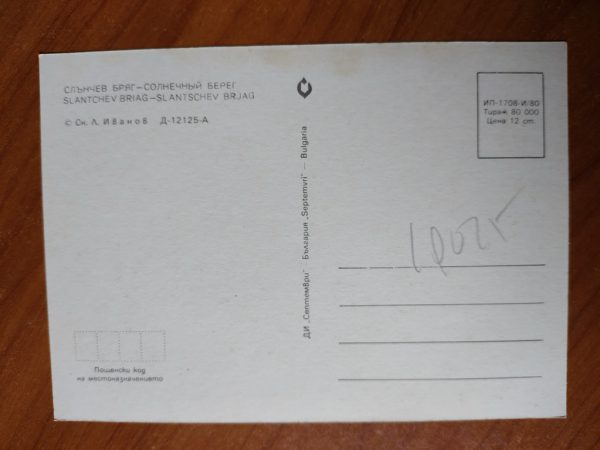 СЛЪНЧЕВ БРЯГ—СОЛНЕЧНЫЙ БЕРЕГ
SLANTCHEV BRIAG—SLANTSCHEV BRJAG
© Сн. Л. Иванов Д-12125-А
ДИ „Септември" България „Septemvri" — Bulgaria
ИП-1708-И/80
Тираж 80 000
Цена 12 ст.
Пощенски код
на местоназначението